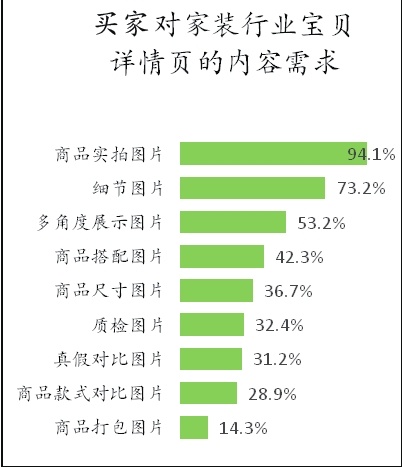 买家对家装行业宝贝
详情页的内容需求
商品实拍图片 94.1%
细节图片 73.2%
多角度展示图片 53.2%
商品搭配图片 42.3%
商品尺寸图片 36.7%
质检图片 32.4%
真假对比图片 31.2%
商品款式对比图片 28.9%
商品打包图片 14.3%